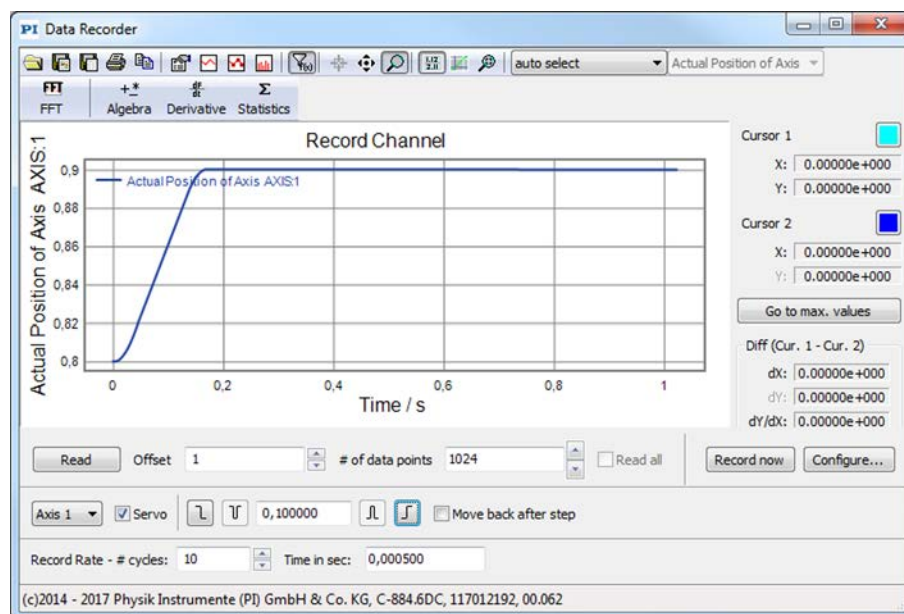 PI Data Recorder
auto select Actual Position of Axis
FFT +* dy/dt Σ
FFT Algebra Derivative Statistics
Record Channel
Actual Position of Axis AXIS:1
0,9
0,88
0,86
0,84
0,82
0,8
Actual Position of Axis AXIS:1
0 0,2 0,4 0,6 0,8 1
Time / s
Cursor 1
X: 0.00000e+000
Y: 0.00000e+000
Cursor 2
X: 0.00000e+000
Y: 0.00000e+000
Go to max. values
Diff (Cur. 1 - Cur. 2)
dX: 0.00000e+000
dY: 0.00000e+000
dY/dX: 0.00000e+000
Read Offset 1 # of data points 1024 Read all Record now Configure...
Axis 1 Servo 0,100000 Move back after step
Record Rate - # cycles: 10 Time in sec: 0,000500
(c)2014 - 2017 Physik Instrumente (PI) GmbH & Co. KG, C-884.6DC, 117012192, 00.062